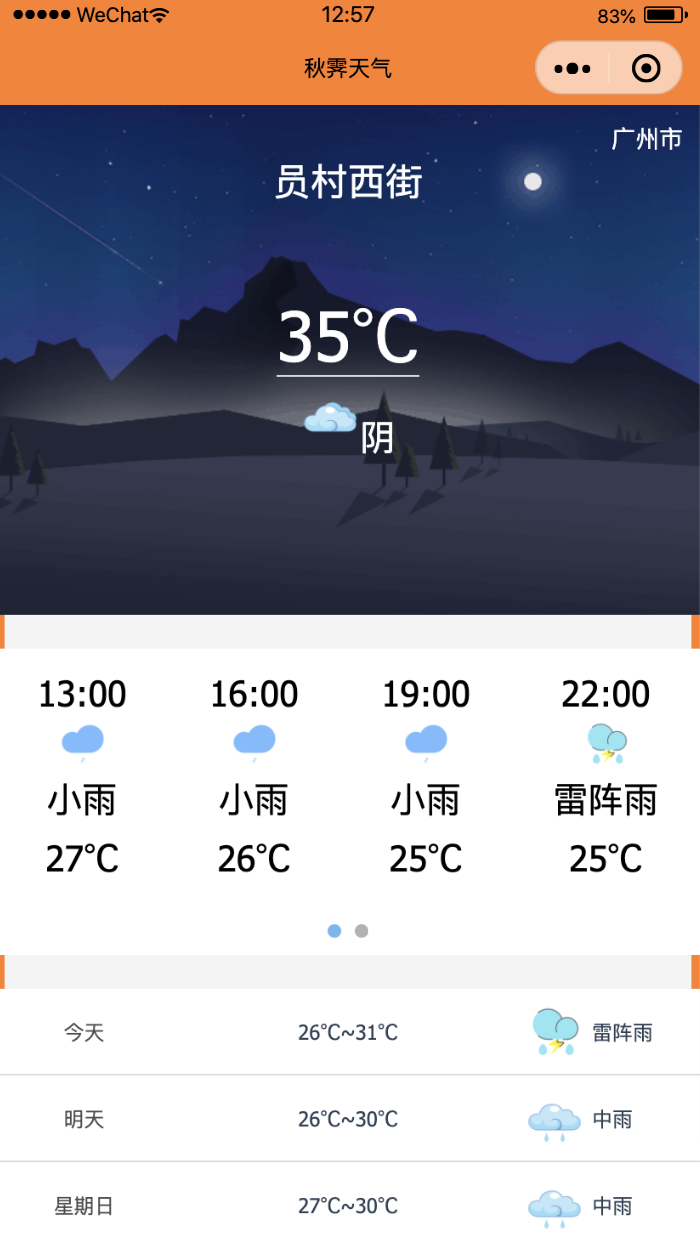 WeChat 12:57 83%
秋霁天气
广州市
员村西街
35℃
阴
13:00 16:00 19:00 22:00
小雨 小雨 小雨 雷阵雨
27℃ 26℃ 25℃ 25℃
今天 26℃~31℃ 雷阵雨
明天 26℃~30℃ 中雨
星期日 27℃~30℃ 中雨